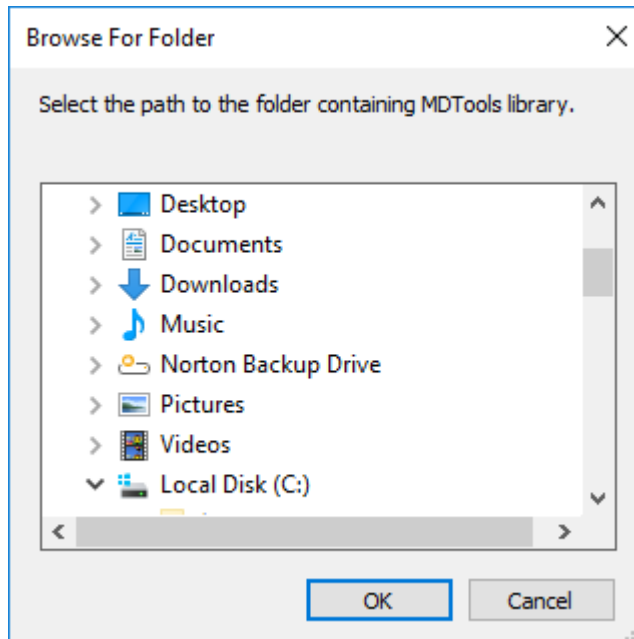 Browse For Folder
Select the path to the folder containing MDTools library.
Desktop
Documents
Downloads
Music
Norton Backup Drive
Pictures
Videos
Local Disk (C:)
OK Cancel